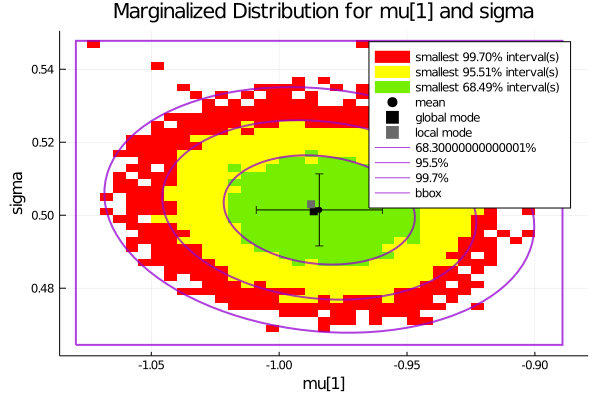 Marginalized Distribution for mu[1] and sigma
smallest 99.70% interval(s)
smallest 95.51% interval(s)
smallest 68.49% interval(s)
mean
global mode
local mode
68.30000000000001%
95.5%
99.7%
bbox
sigma
0.54
0.52
0.50
0.48
-1.05
-1.00
-0.95
-0.90
mu[1]